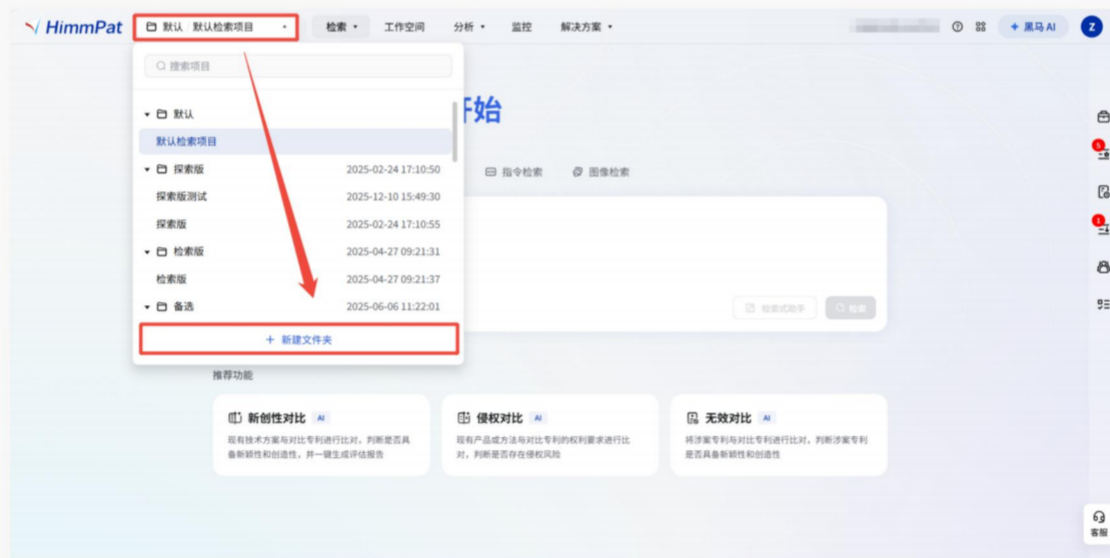 HimmPat
默认 默认检索项目
检索
工作空间
分析
监控
解决方案
黑马 AI
Z
搜索项目
开始
默认
默认检索项目
探索版 2025-02-24 17:10:50
探索版测试 2025-12-10 15:49:30
探索版 2025-02-24 17:10:55
检索版 2025-04-27 09:21:31
检索版 2025-04-27 09:21:37
备选 2025-06-06 11:22:01
+ 新建文件夹
指令检索
图像检索
5
1
检索式助手
检索
推荐功能
新创性对比 AI
现有技术方案与对比专利进行比对，判断是否具
备新颖性和创造性，并一键生成评估报告
侵权对比 AI
现有产品或方法与对比专利的权利要求进行比
对，判断是否存在侵权风险
无效对比 AI
将涉案专利与对比专利进行比对，判断涉案专利
是否具备新颖性和创造性
客服